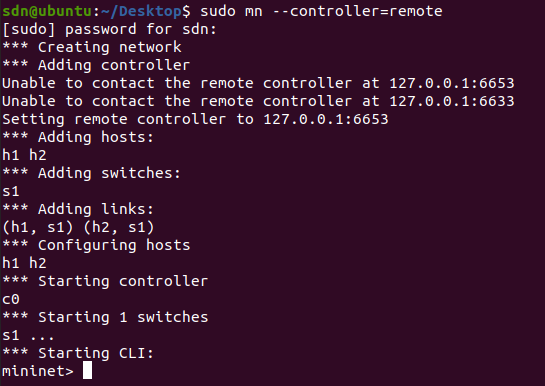 sdn@ubuntu:~/Desktop$ sudo mn --controller=remote
[sudo] password for sdn:
*** Creating network
*** Adding controller
Unable to contact the remote controller at 127.0.0.1:6653
Unable to contact the remote controller at 127.0.0.1:6633
Setting remote controller to 127.0.0.1:6653
*** Adding hosts:
h1 h2
*** Adding switches:
s1
*** Adding links:
(h1, s1) (h2, s1)
*** Configuring hosts
h1 h2
*** Starting controller
c0
*** Starting 1 switches
s1 ...
*** Starting CLI:
mininet>